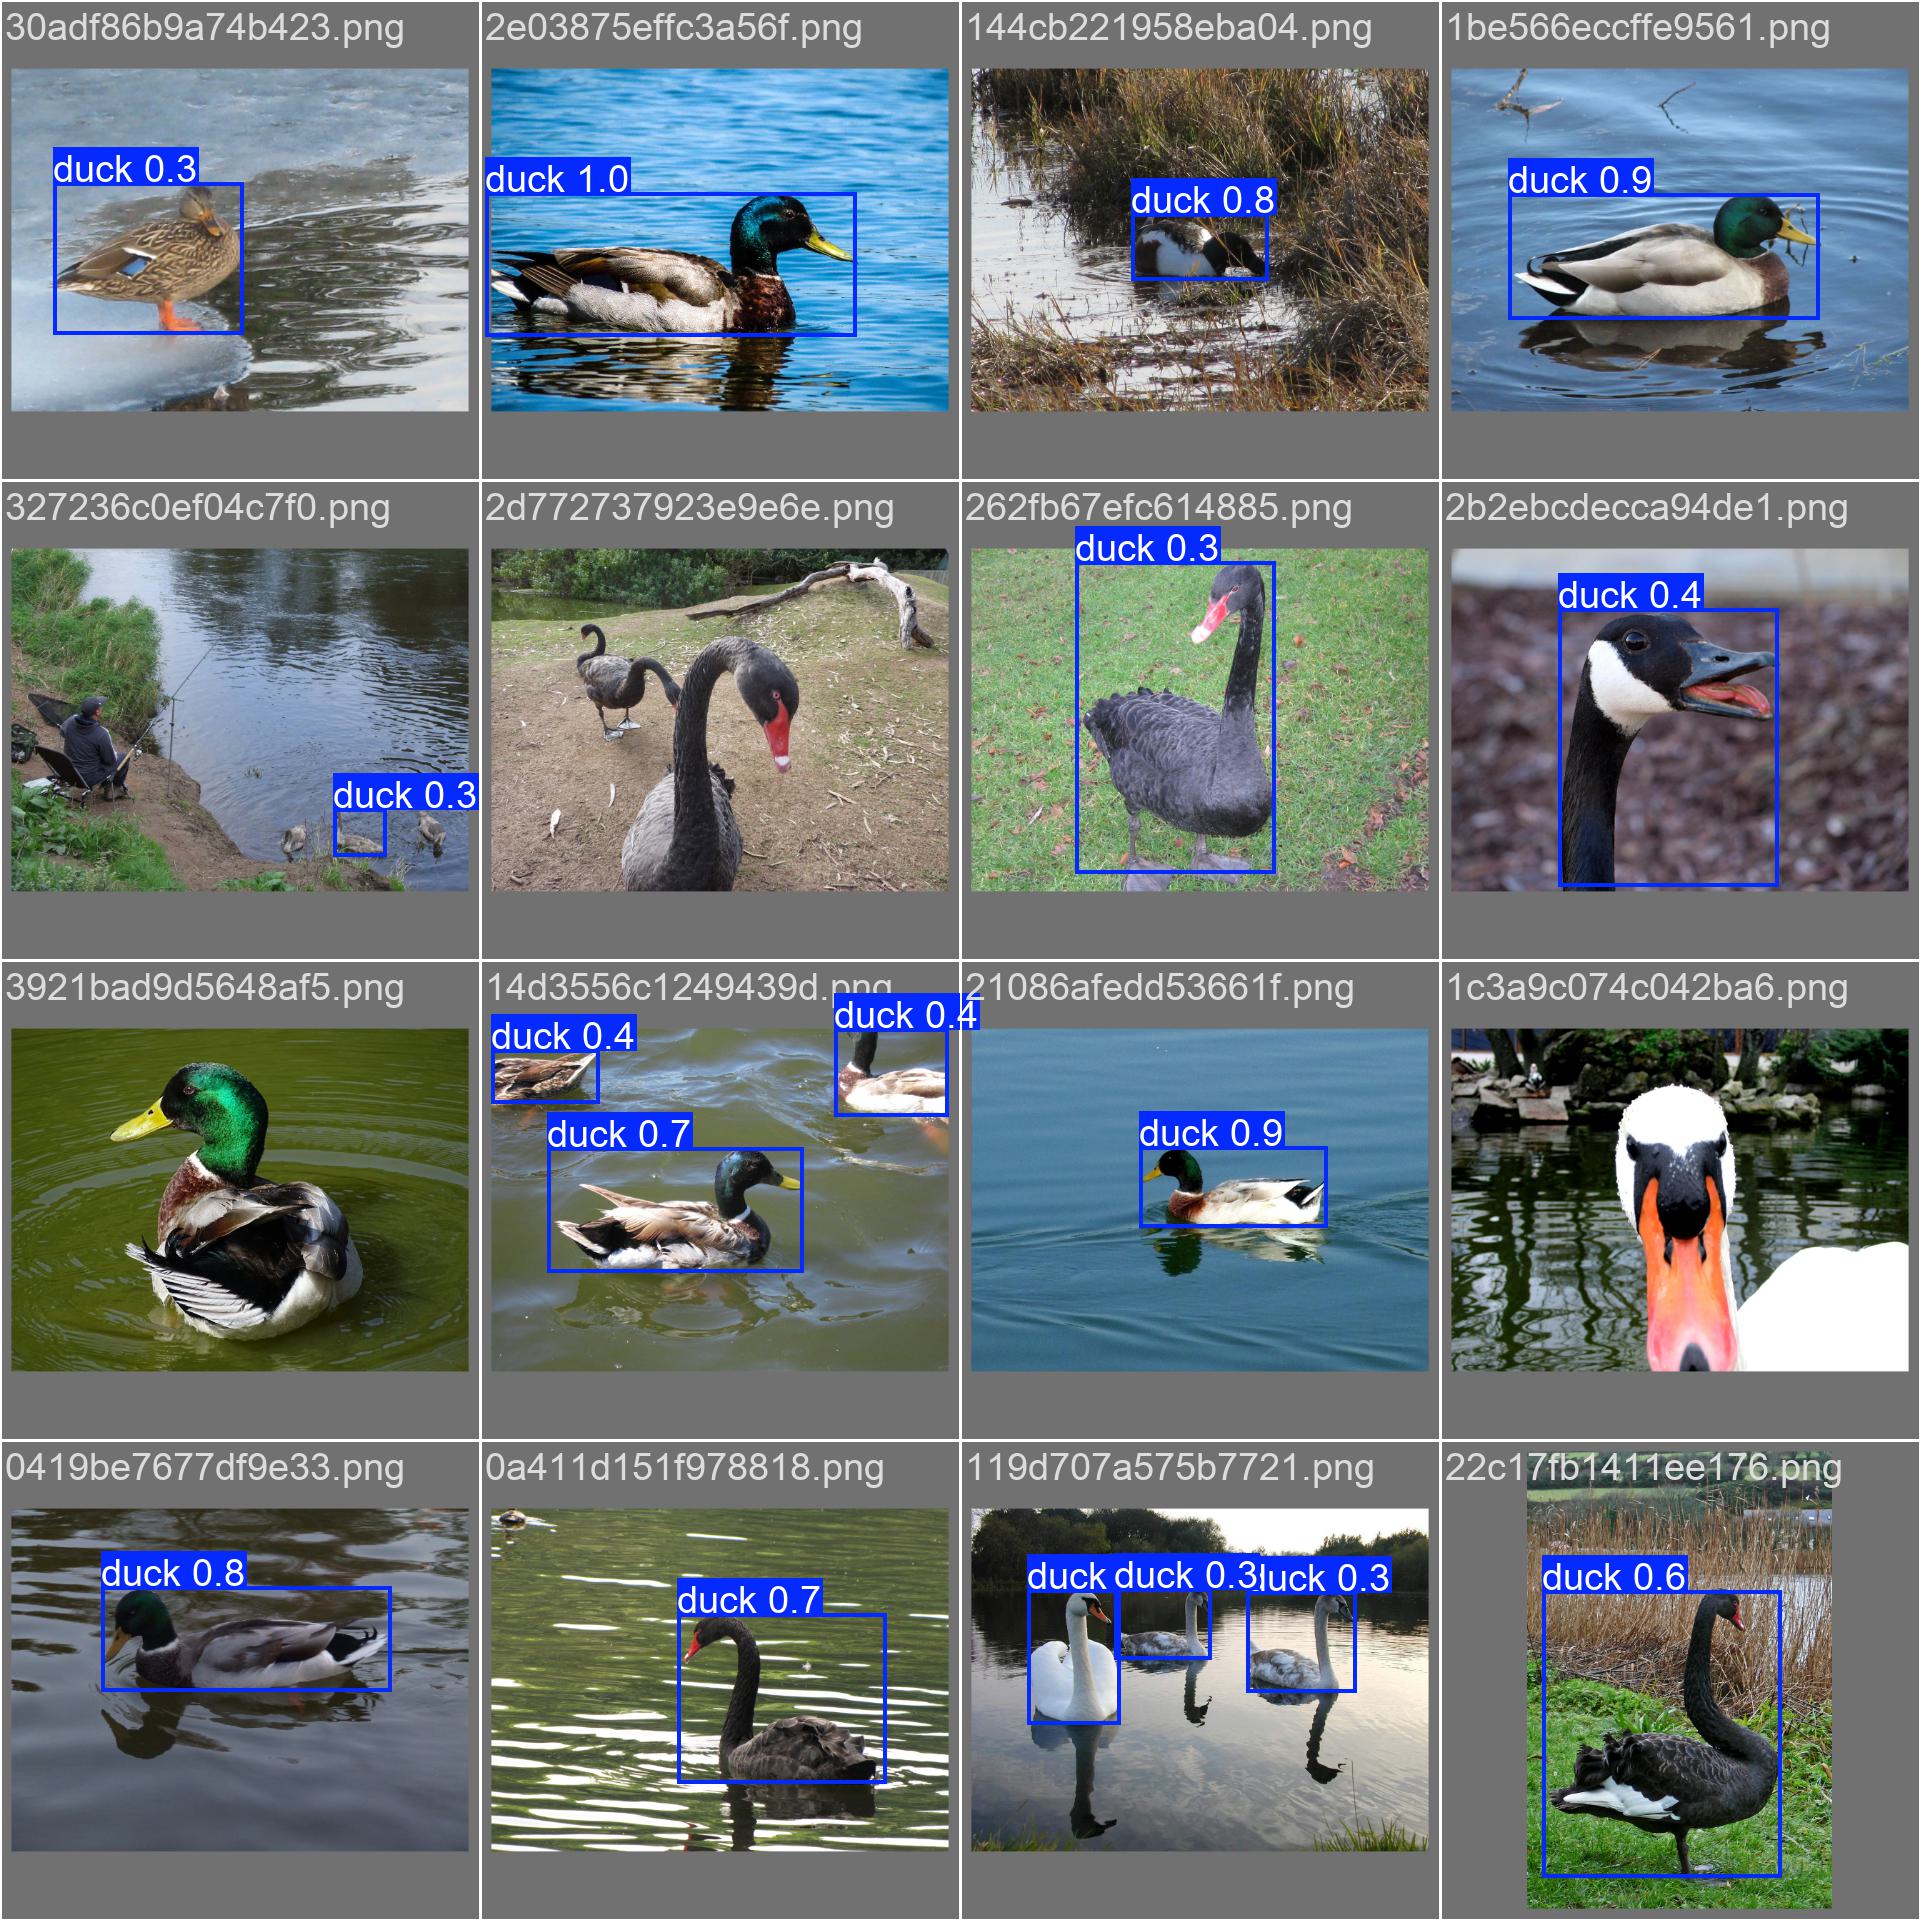 30adf86b9a74b423.png
duck 0.3
2e03875effc3a56f.png
duck 1.0
144cb221958eba04.png
duck 0.8
1be566eccffe9561.png
duck 0.9
327236c0ef04c7f0.png
duck 0.3
2d772737923e9e6e.png
262fb67efc614885.png
duck 0.3
2b2ebcdecca94de1.png
duck 0.4
3921bad9d5648af5.png
14d3556c1249439d.png
duck 0.4
duck 0.4
duck 0.7
21086afedd53661f.png
duck 0.9
1c3a9c074c042ba6.png
0419be7677df9e33.png
duck 0.8
0a411d151f978818.png
duck 0.7
119d707a575b7721.png
duck
duck 0.3
duck 0.3
22c17fb1411ee176.png
duck 0.6